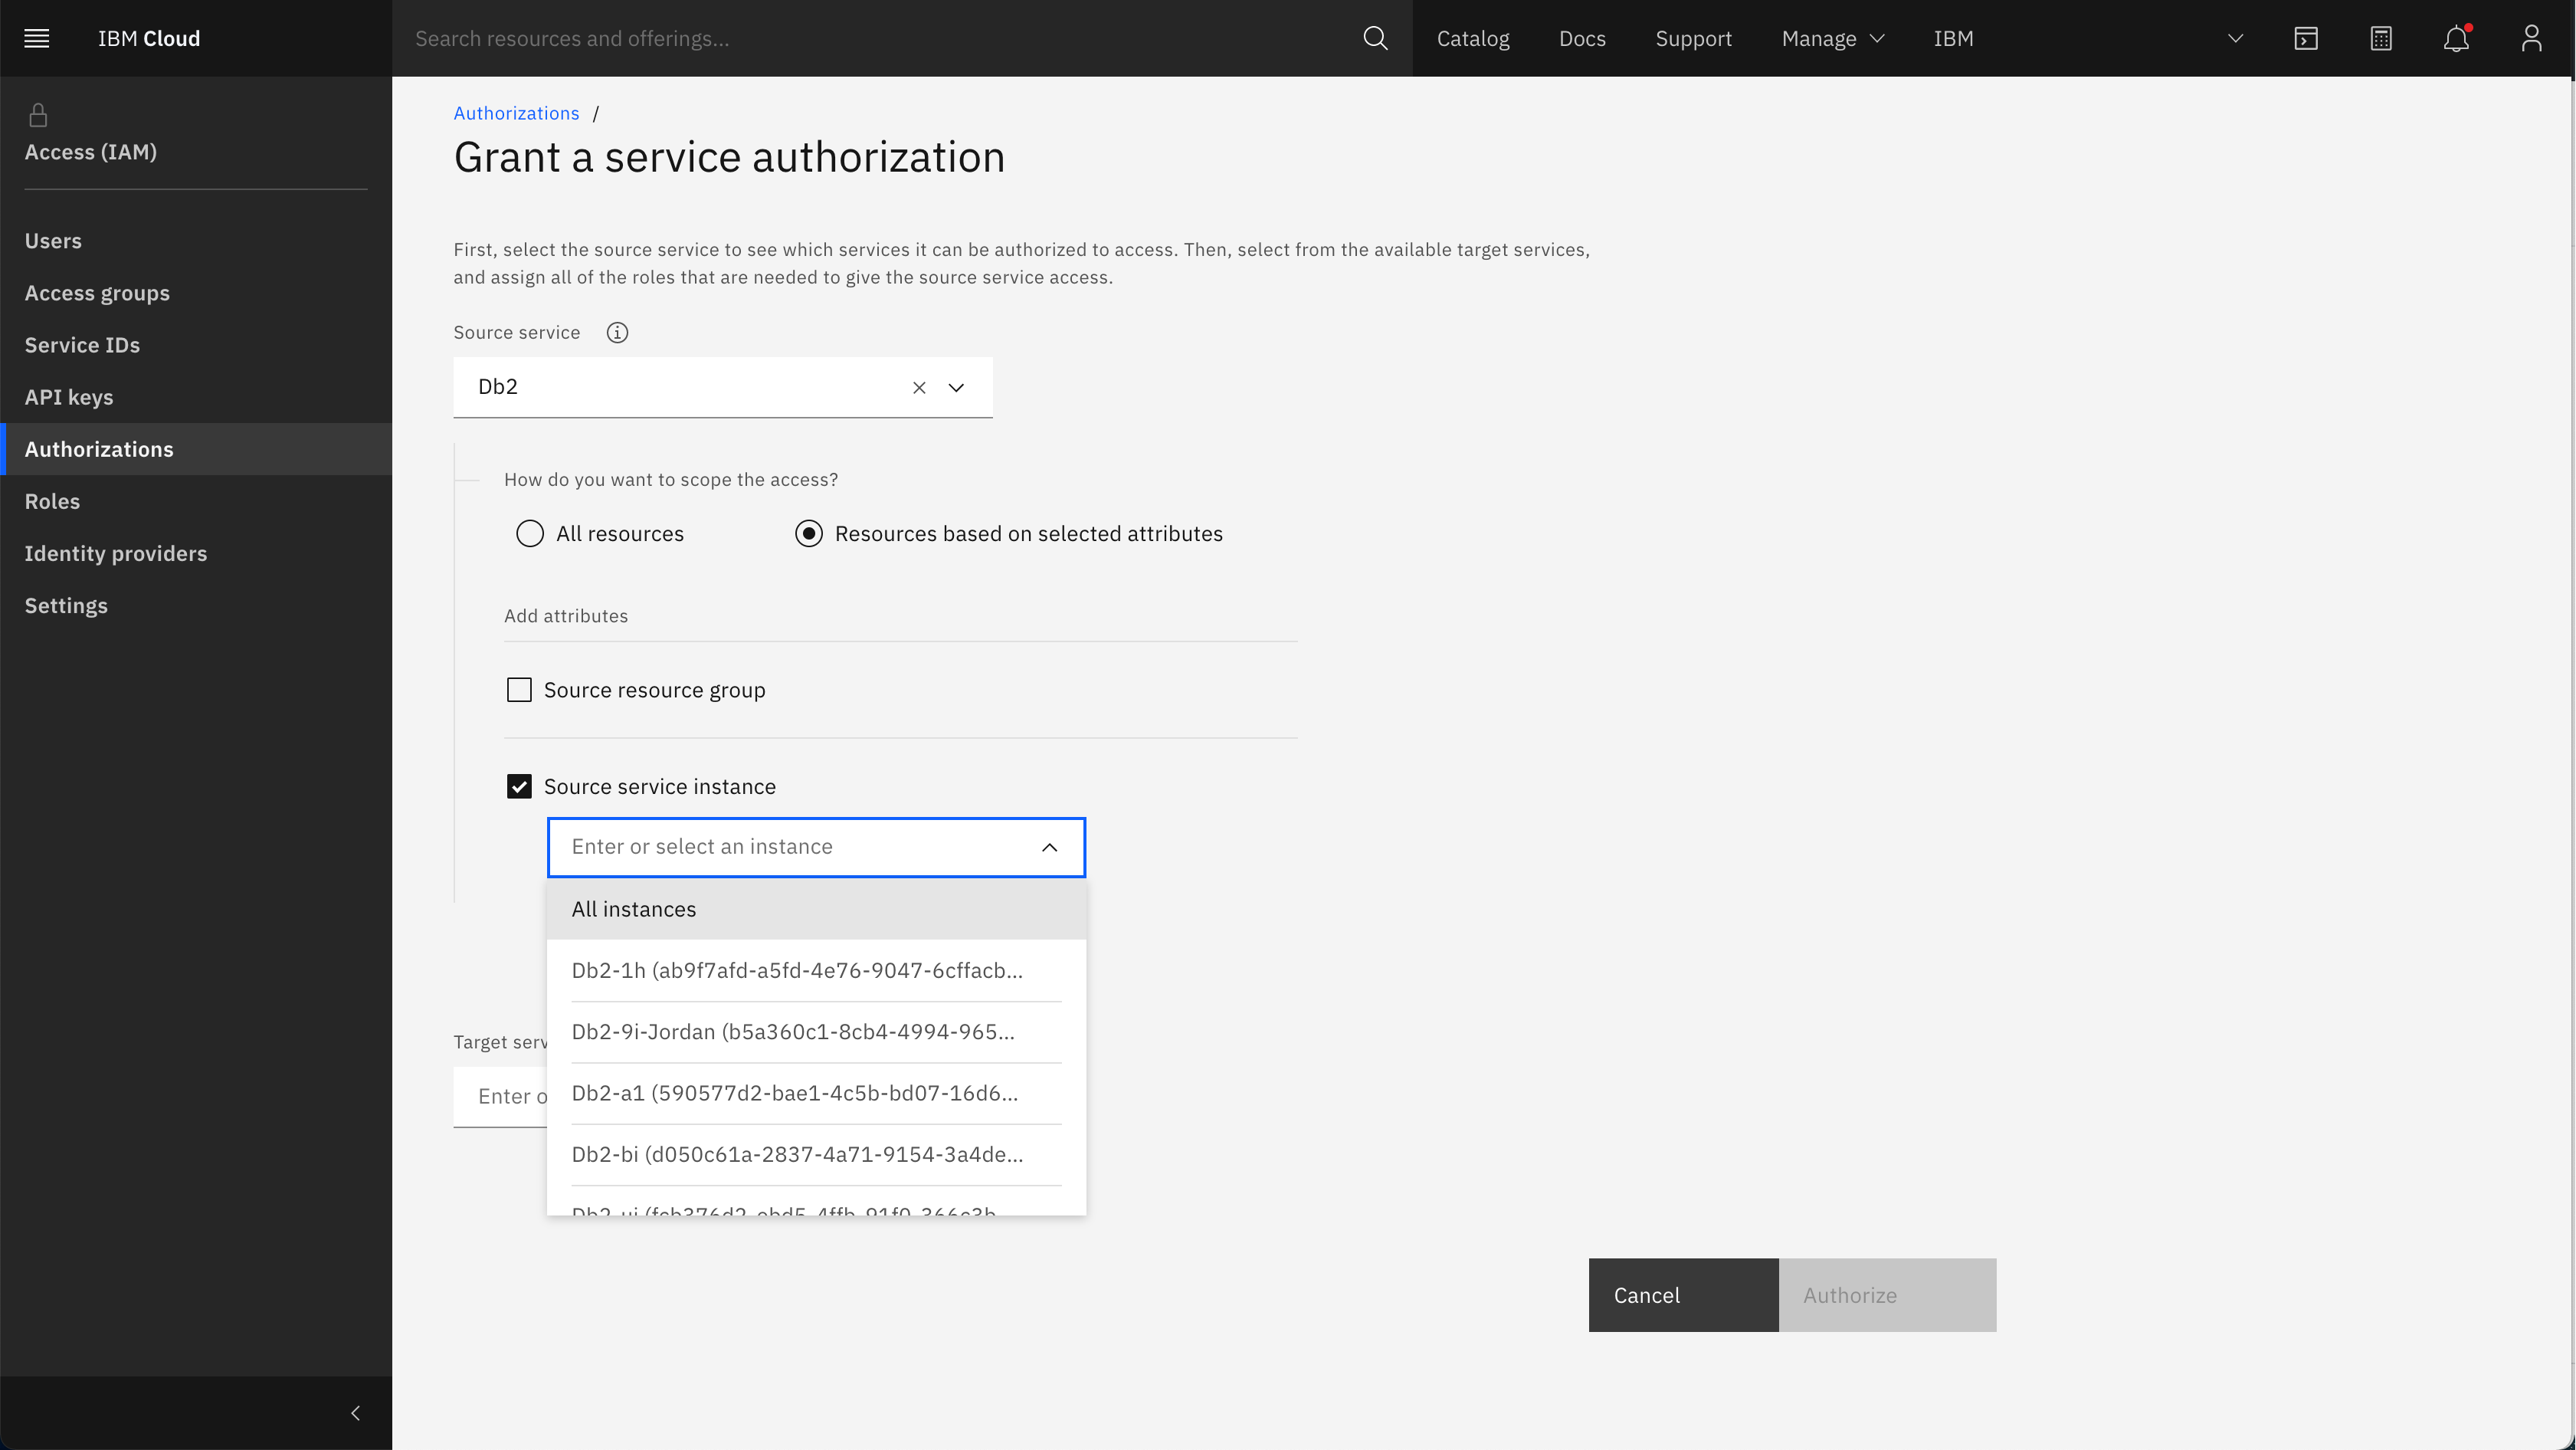 IBM Cloud
Search resources and offerings...
Catalog
Docs
Support
Manage
IBM
Access (IAM)
Users
Access groups
Service IDs
API keys
Authorizations
Roles
Identity providers
Settings
Authorizations /
Grant a service authorization
First, select the source service to see which services it can be authorized to access. Then, select from the available target services,
and assign all of the roles that are needed to give the source service access.
Source service
Db2
How do you want to scope the access?
All resources
Resources based on selected attributes
Add attributes
Source resource group
Source service instance
Enter or select an instance
All instances
Db2-1h (ab9f7afd-a5fd-4e76-9047-6cffacb...
Db2-9i-Jordan (b5a360c1-8cb4-4994-965...
Db2-a1 (590577d2-bae1-4c5b-bd07-16d6...
Db2-bi (d050c61a-2837-4a71-9154-3a4de...
Target serv
Enter o
Cancel
Authorize